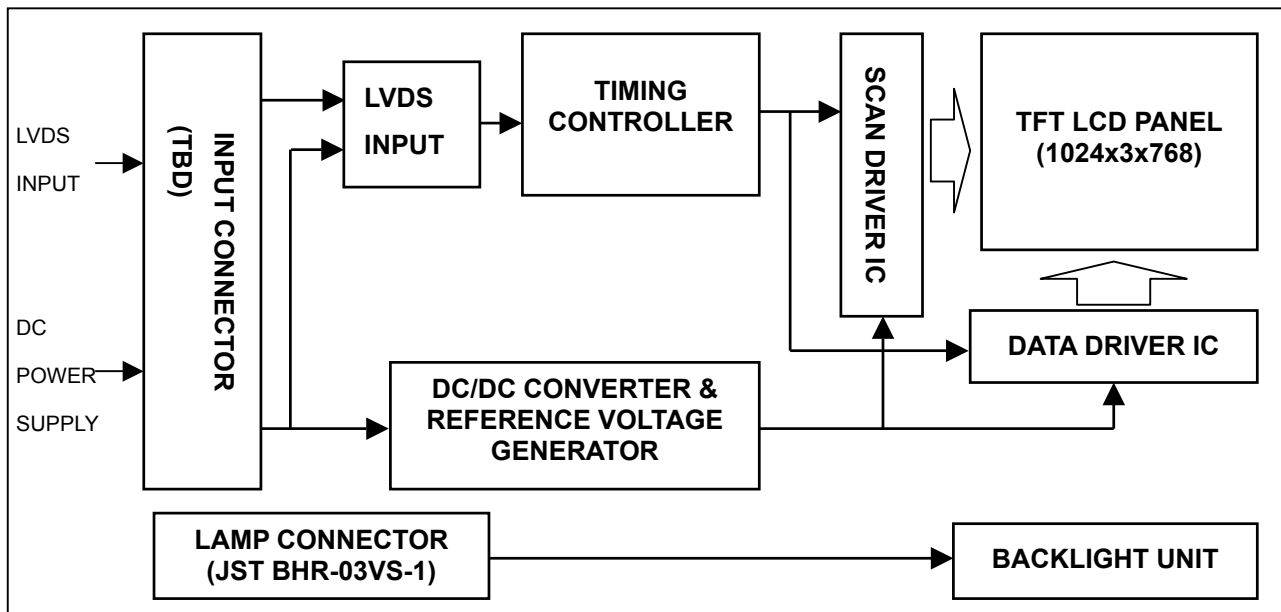 LVDS
INPUT
DC
POWER
SUPPLY
INPUT CONNECTOR
(TBD)
LVDS
INPUT
TIMING
CONTROLLER
SCAN DRIVER IC
TFT LCD PANEL
(1024x3x768)
DATA DRIVER IC
DC/DC CONVERTER &
REFERENCE VOLTAGE
GENERATOR
LAMP CONNECTOR
(JST BHR-03VS-1)
BACKLIGHT UNIT